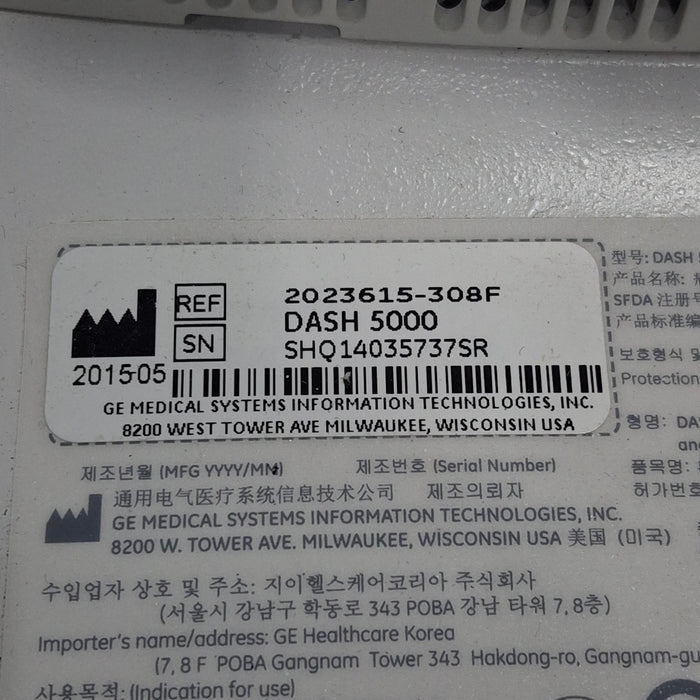 REF 2023615-308F
DASH 5000
SN SHQ14035737SR
2015-05
GE MEDICAL SYSTEMS INFORMATION TECHNOLOGIES, INC.
8200 WEST TOWER AVE MILWAUKEE, WISCONSIN USA
型号: DASH
产品名称:
SFDA 注册号
产品标准编
보호형식 및
Protection
형명: DA
and
품목명:
허가번호
제조년월 (MFG YYYY/MM) 제조번호 (Serial Number)
通用电气医疗系统信息技术公司 제조의뢰자
GE MEDICAL SYSTEMS INFORMATION TECHNOLOGIES, INC.
8200 W. TOWER AVE. MILWAUKEE, WISCONSIN USA 美国 (미국)
수입업자 상호 및 주소: 지이헬스케어코리아 주식회사
(서울시 강남구 학동로 343 POBA 강남 타워 7, 8층)
Importer's name/address: GE Healthcare Korea
(7, 8 F POBA Gangnam Tower 343 Hakdong-ro, Gangnam-gu
사용목적: (Indication for use)